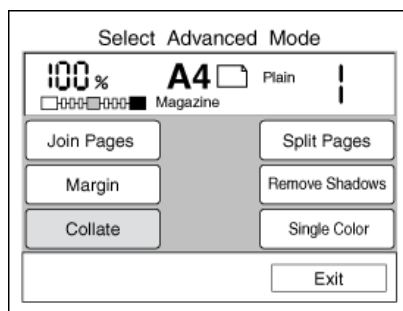 Select Advanced Mode
100 % A4 Plain 1
Magazine
Join Pages Split Pages
Margin Remove Shadows
Collate Single Color
Exit